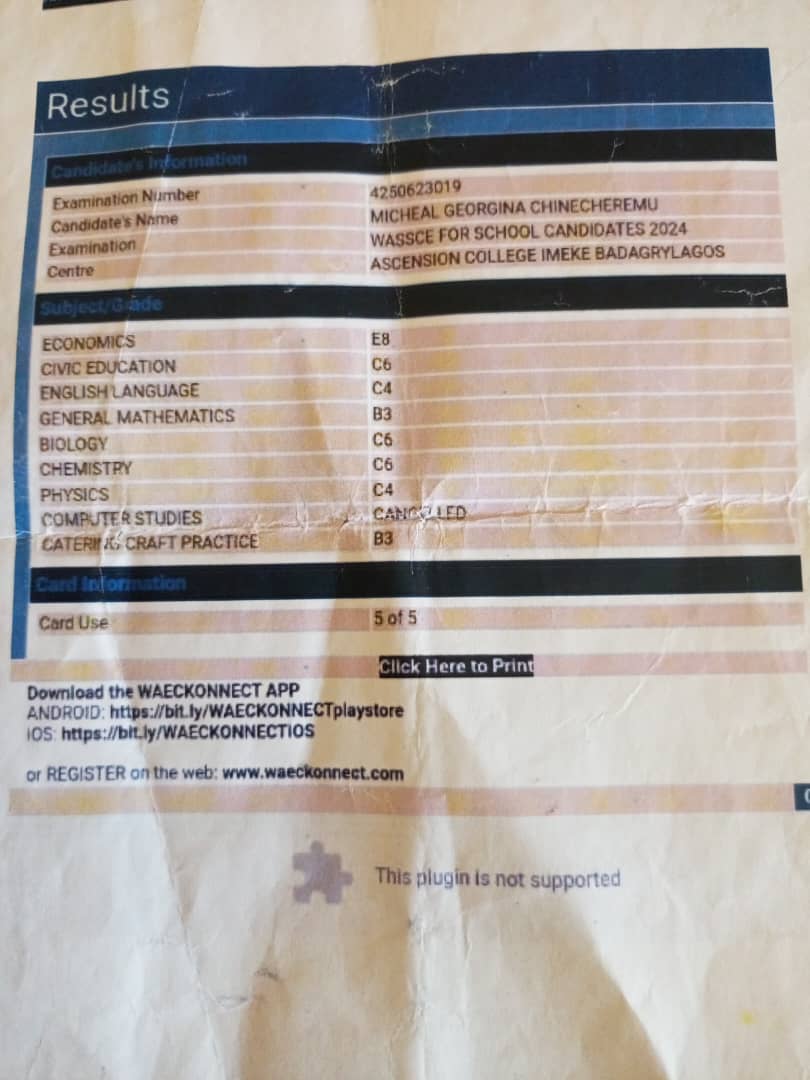 Results
Candidate's Information
Examination Number 4250623019
Candidate's Name MICHEAL GEORGINA CHINECHEREMU
Examination WASSCE FOR SCHOOL CANDIDATES 2024
Centre ASCENSION COLLEGE IMEKE BADAGRYLAGOS
Subject/Grade
ECONOMICS E8
CIVIC EDUCATION C6
ENGLISH LANGUAGE C4
GENERAL MATHEMATICS B3
BIOLOGY C6
CHEMISTRY C6
PHYSICS C4
COMPUTER STUDIES CANCELLED
CATERING CRAFT PRACTICE B3
Card Information
Card Use 5 of 5
Click Here to Print
Download the WAECKONNECT APP
ANDROID: https://bit.ly/WAECKONNECTplaystore
iOS: https://bit.ly/WAECKONNECTiOS
or REGISTER on the web: www.waeckonnect.com
This plugin is not supported